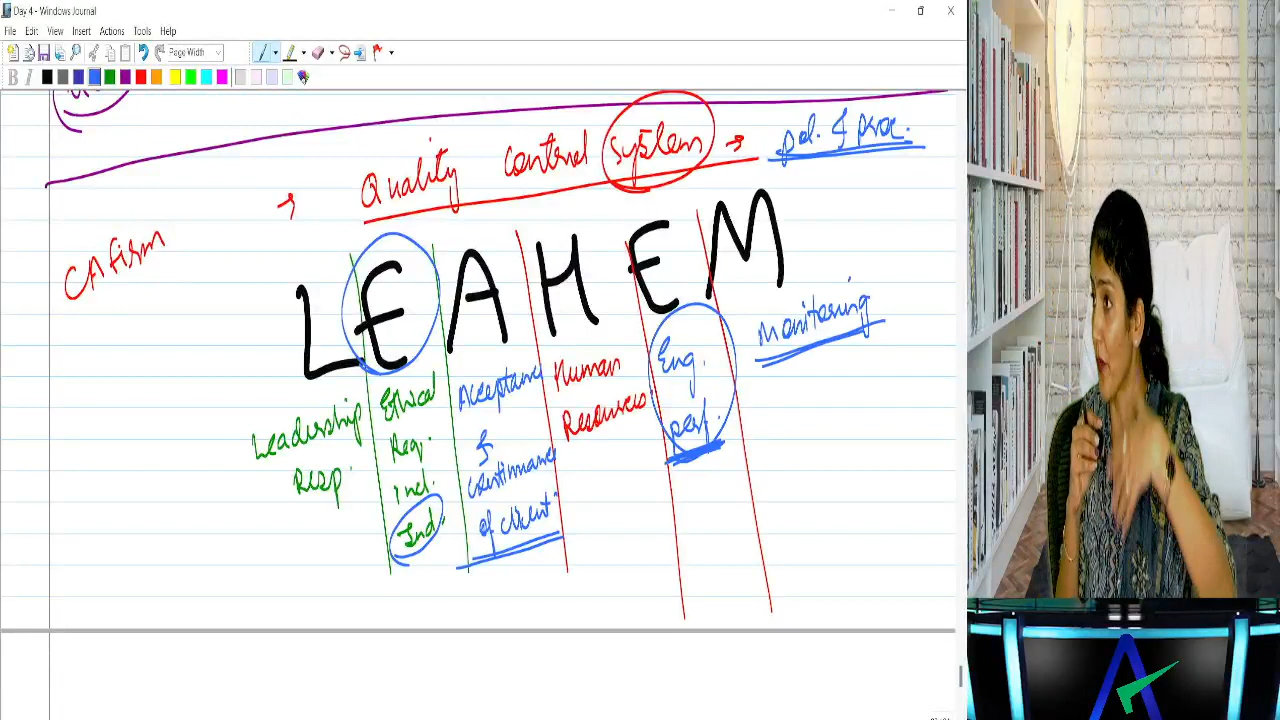 Day 4 - Windows Journal
File Edit View Insert Actions Tools Help
Page Width
B I
Quality control system → pol. & proc.
CA firm
LEAHEM
Leadership Resp.
Ethical Req. incl. Ind.
Acceptance & Continuance of client
Human Resources
Eng. perf.
Monitoring